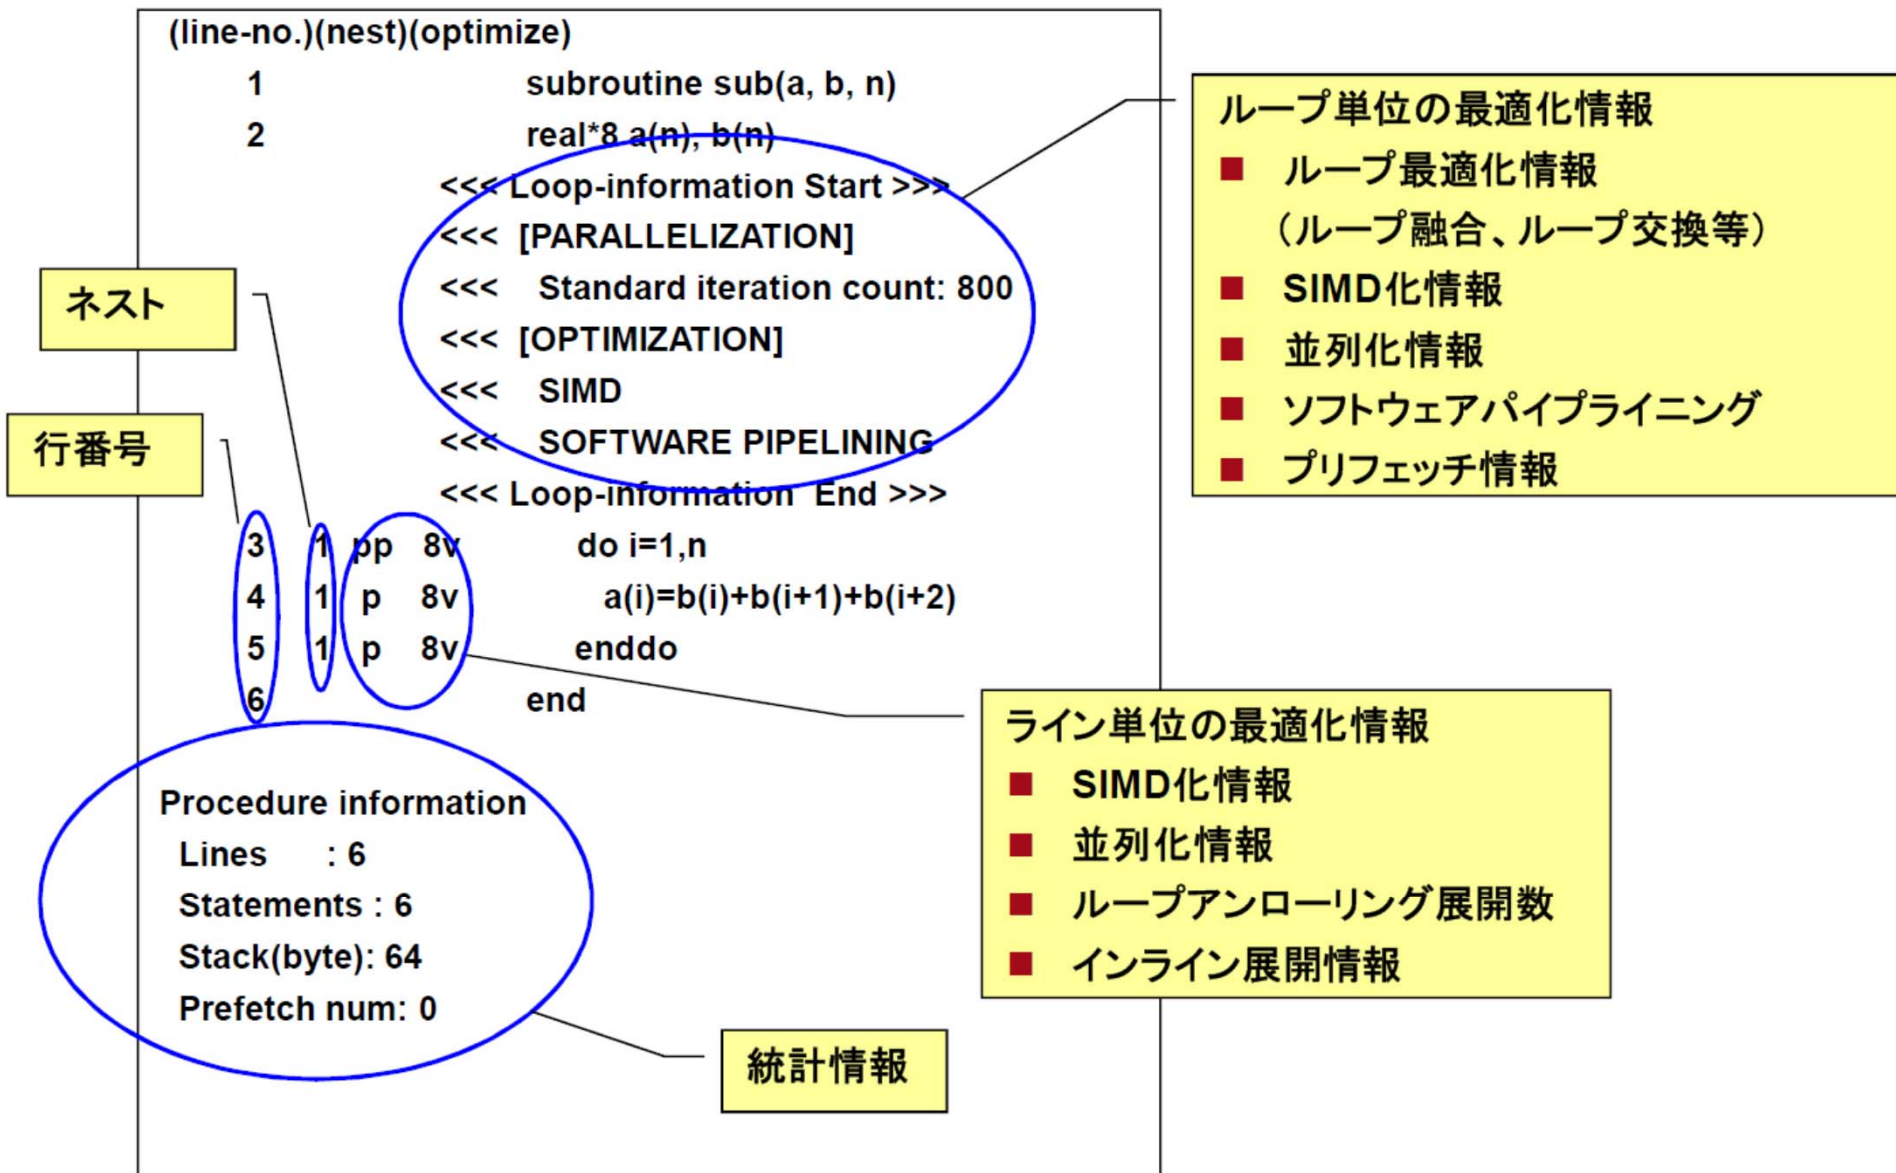 (line-no.)(nest)(optimize)
1 subroutine sub(a, b, n)
2 real*8 a(n), b(n)
<<< Loop-information Start >>>
<<< [PARALLELIZATION]
<<< Standard iteration count: 800
<<< [OPTIMIZATION]
<<< SIMD
<<< SOFTWARE PIPELINING
<<< Loop-information End >>>
3 1 pp 8v do i=1,n
4 1 p 8v a(i)=b(i)+b(i+1)+b(i+2)
5 1 p 8v enddo
6 end
Procedure information
Lines : 6
Statements : 6
Stack(byte): 64
Prefetch num: 0
ネスト
行番号
ループ単位の最適化情報
■ ループ最適化情報
（ループ融合、ループ交換等）
■ SIMD化情報
■ 並列化情報
■ ソフトウェアパイプライニング
■ プリフェッチ情報
ライン単位の最適化情報
■ SIMD化情報
■ 並列化情報
■ ループアンローリング展開数
■ インライン展開情報
統計情報